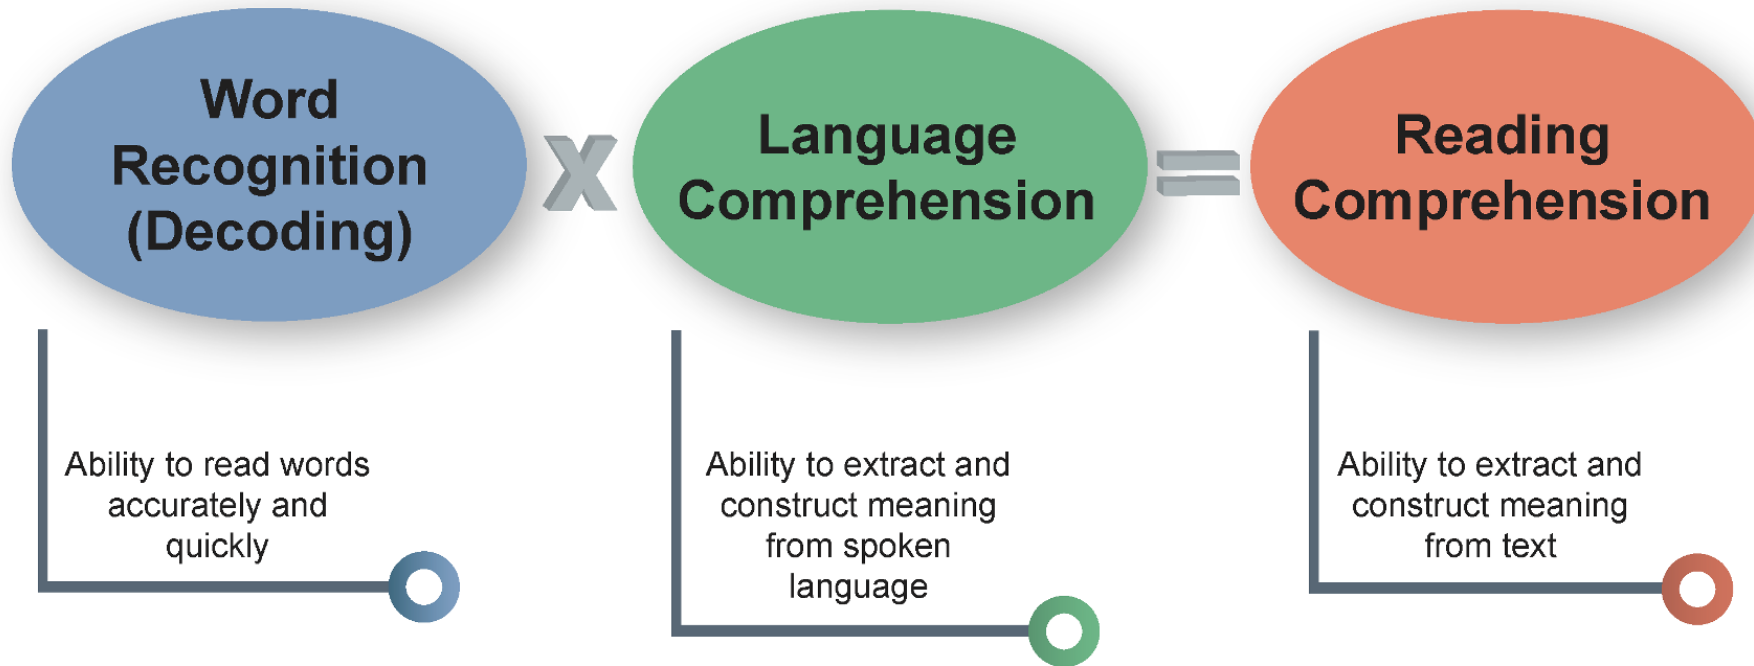 Word
Recognition
(Decoding)
x
Language
Comprehension
=
Reading
Comprehension
Ability to read words
accurately and
quickly
Ability to extract and
construct meaning
from spoken
language
Ability to extract and
construct meaning
from text